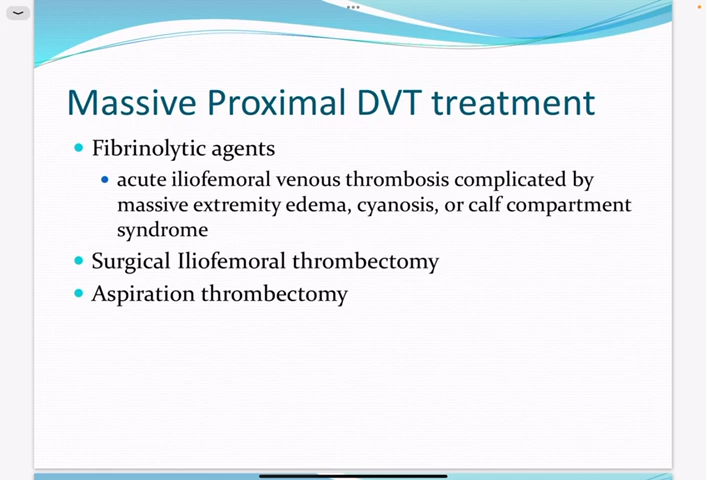 Massive Proximal DVT treatment
• Fibrinolytic agents
• acute iliofemoral venous thrombosis complicated by
massive extremity edema, cyanosis, or calf compartment
syndrome
• Surgical Iliofemoral thrombectomy
• Aspiration thrombectomy